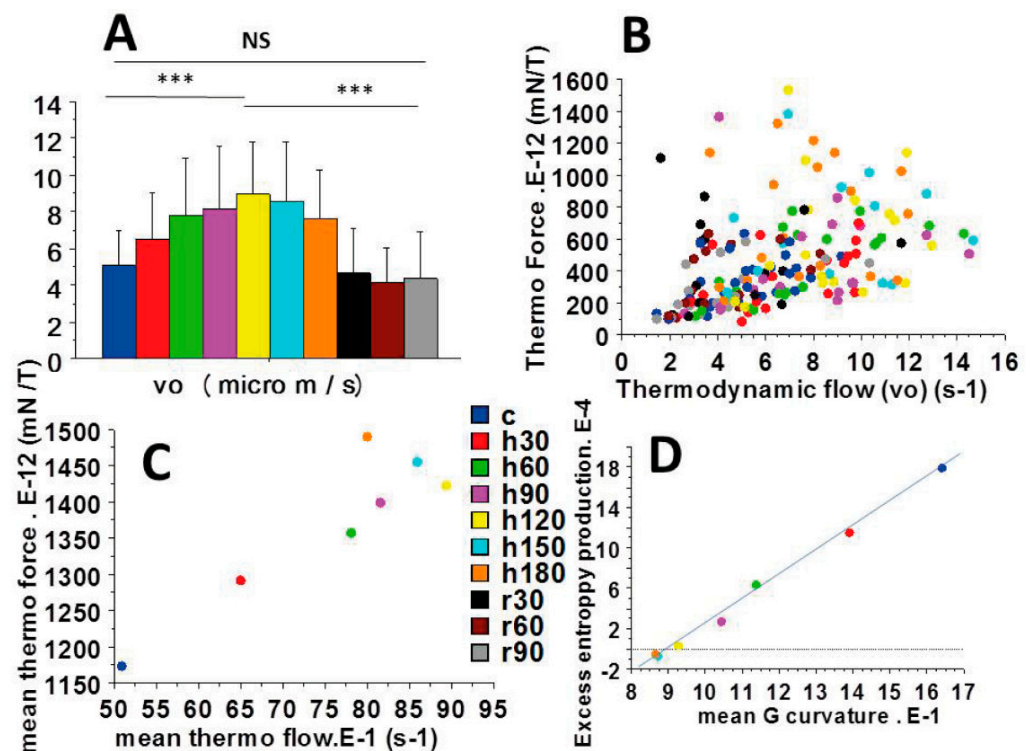 A
NS
***
***
14
12
10
8
6
4
2
0
vo ( micro m / s)
B
Thermo Force .E-12 (mN/T)
1600
1400
1200
1000
800
600
400
200
0
0 2 4 6 8 10 12 14 16
Thermodynamic flow (vo) (s-1)
C
mean thermo force . E-12 (mN /T)
1500
1450
1400
1350
1300
1250
1200
1150
50 55 60 65 70 75 80 85 90 95
mean thermo flow.E-1 (s-1)
c
h30
h60
h90
h120
h150
h180
r30
r60
r90
D
Excess entroppy production. E-4
18
14
10
6
2
-2
8 9 10 11 12 13 14 15 16 17
mean G curvature . E-1